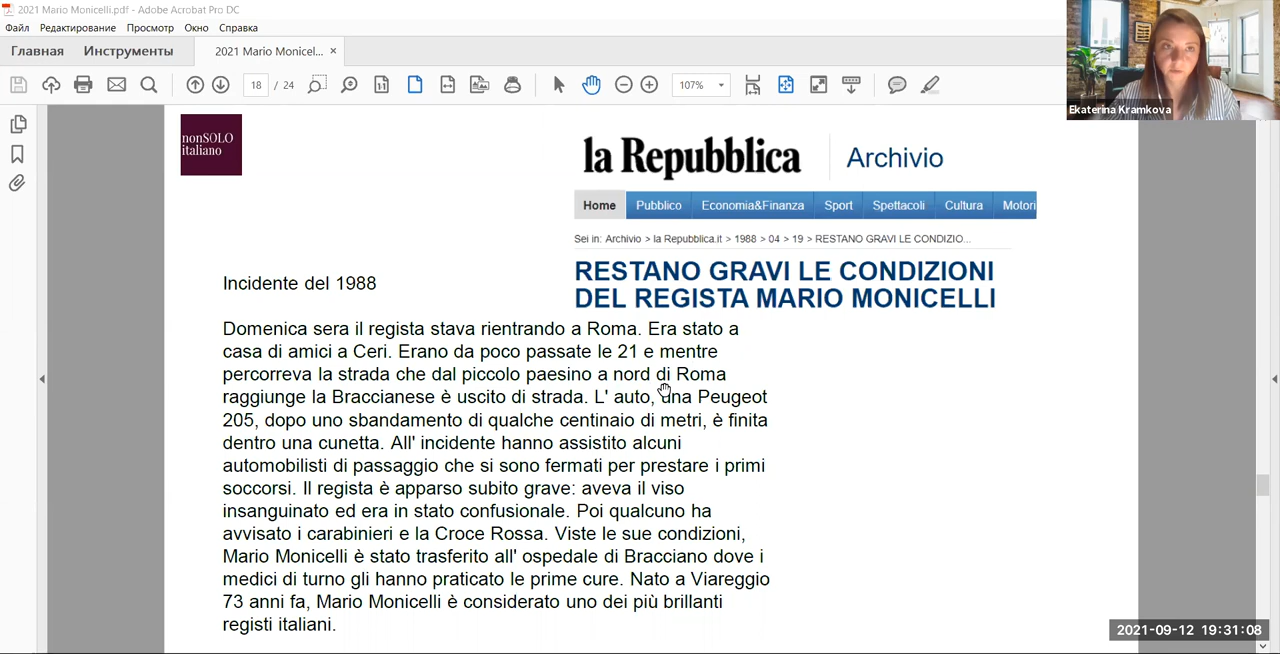 2021 Mario Monicelli.pdf - Adobe Acrobat Pro DC
Файл Редактирование Просмотр Окно Справка
Главная Инструменты 2021 Mario Monicel... ×
18 / 24 107%
Ekaterina Kramkova
nonSOLO
italiano
la Repubblica Archivio
Home Pubblico Economia&Finanza Sport Spettacoli Cultura Motori
Sei in: Archivio > la Repubblica.it > 1988 > 04 > 19 > RESTANO GRAVI LE CONDIZIO...
RESTANO GRAVI LE CONDIZIONI
DEL REGISTA MARIO MONICELLI
Incidente del 1988
Domenica sera il regista stava rientrando a Roma. Era stato a
casa di amici a Ceri. Erano da poco passate le 21 e mentre
percorreva la strada che dal piccolo paesino a nord di Roma
raggiunge la Braccianese è uscito di strada. L' auto, una Peugeot
205, dopo uno sbandamento di qualche centinaio di metri, è finita
dentro una cunetta. All' incidente hanno assistito alcuni
automobilisti di passaggio che si sono fermati per prestare i primi
soccorsi. Il regista è apparso subito grave: aveva il viso
insanguinato ed era in stato confusionale. Poi qualcuno ha
avvisato i carabinieri e la Croce Rossa. Viste le sue condizioni,
Mario Monicelli è stato trasferito all' ospedale di Bracciano dove i
medici di turno gli hanno praticato le prime cure. Nato a Viareggio
73 anni fa, Mario Monicelli è considerato uno dei più brillanti
registi italiani.
2021-09-12 19:31:08